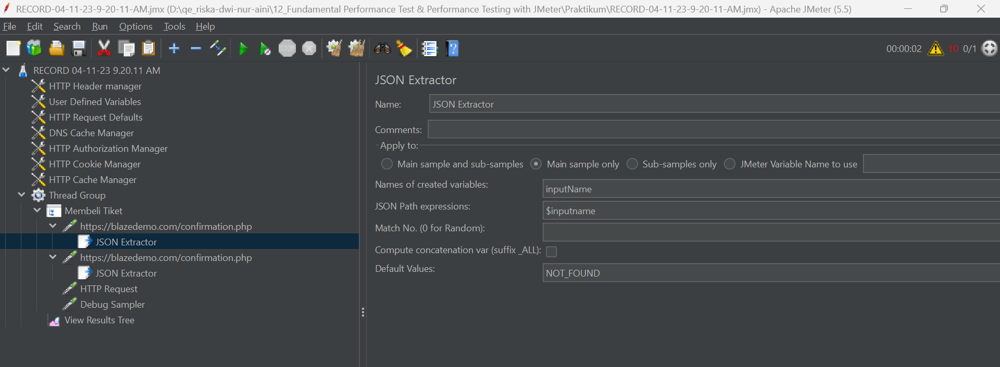 RECORD-04-11-23-9-20-11-AM.jmx (D:\qe_riska-dwi-nur-aini\12_Fundamental Performance Test & Performance Testing with JMeter\Praktikum\RECORD-04-11-23-9-20-11-AM.jmx) - Apache JMeter (5.5)
File Edit Search Run Options Tools Help
STOP 00:00:02 10 0/1
RECORD 04-11-23 9.20.11 AM
HTTP Header manager
User Defined Variables
HTTP Request Defaults
DNS Cache Manager
HTTP Authorization Manager
HTTP Cookie Manager
HTTP Cache Manager
Thread Group
Membeli Tiket
https://blazedemo.com/confirmation.php
JSON Extractor
https://blazedemo.com/confirmation.php
JSON Extractor
HTTP Request
Debug Sampler
View Results Tree
JSON Extractor
Name: JSON Extractor
Comments:
Apply to:
Main sample and sub-samples Main sample only Sub-samples only JMeter Variable Name to use
Names of created variables: inputName
JSON Path expressions: $inputname
Match No. (0 for Random):
Compute concatenation var (suffix _ALL):
Default Values: NOT_FOUND